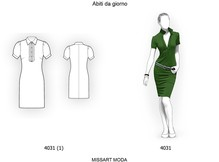 Abiti da giorno
4031 (1)
4031
MISSART MODA